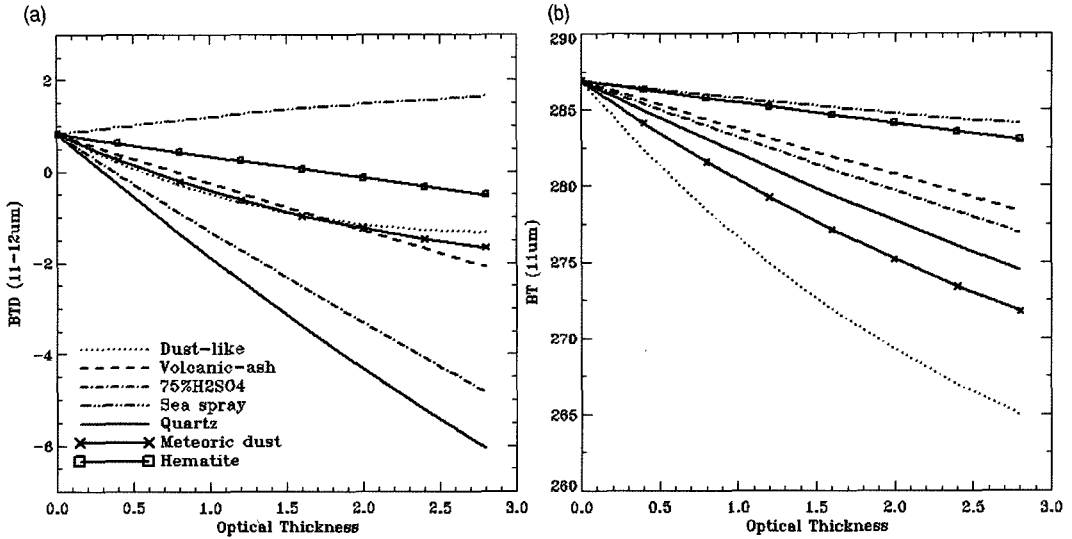 (a)
BTD (11-12um)
2
0
-2
-4
-6
Dust-like
Volcanic-ash
75%H2SO4
Sea spray
Quartz
Meteoric dust
Hematite
0.0 0.5 1.0 1.5 2.0 2.5 3.0
Optical Thickness
(b)
BT (11um)
290
285
280
275
270
265
260
0.0 0.5 1.0 1.5 2.0 2.5 3.0
Optical Thickness